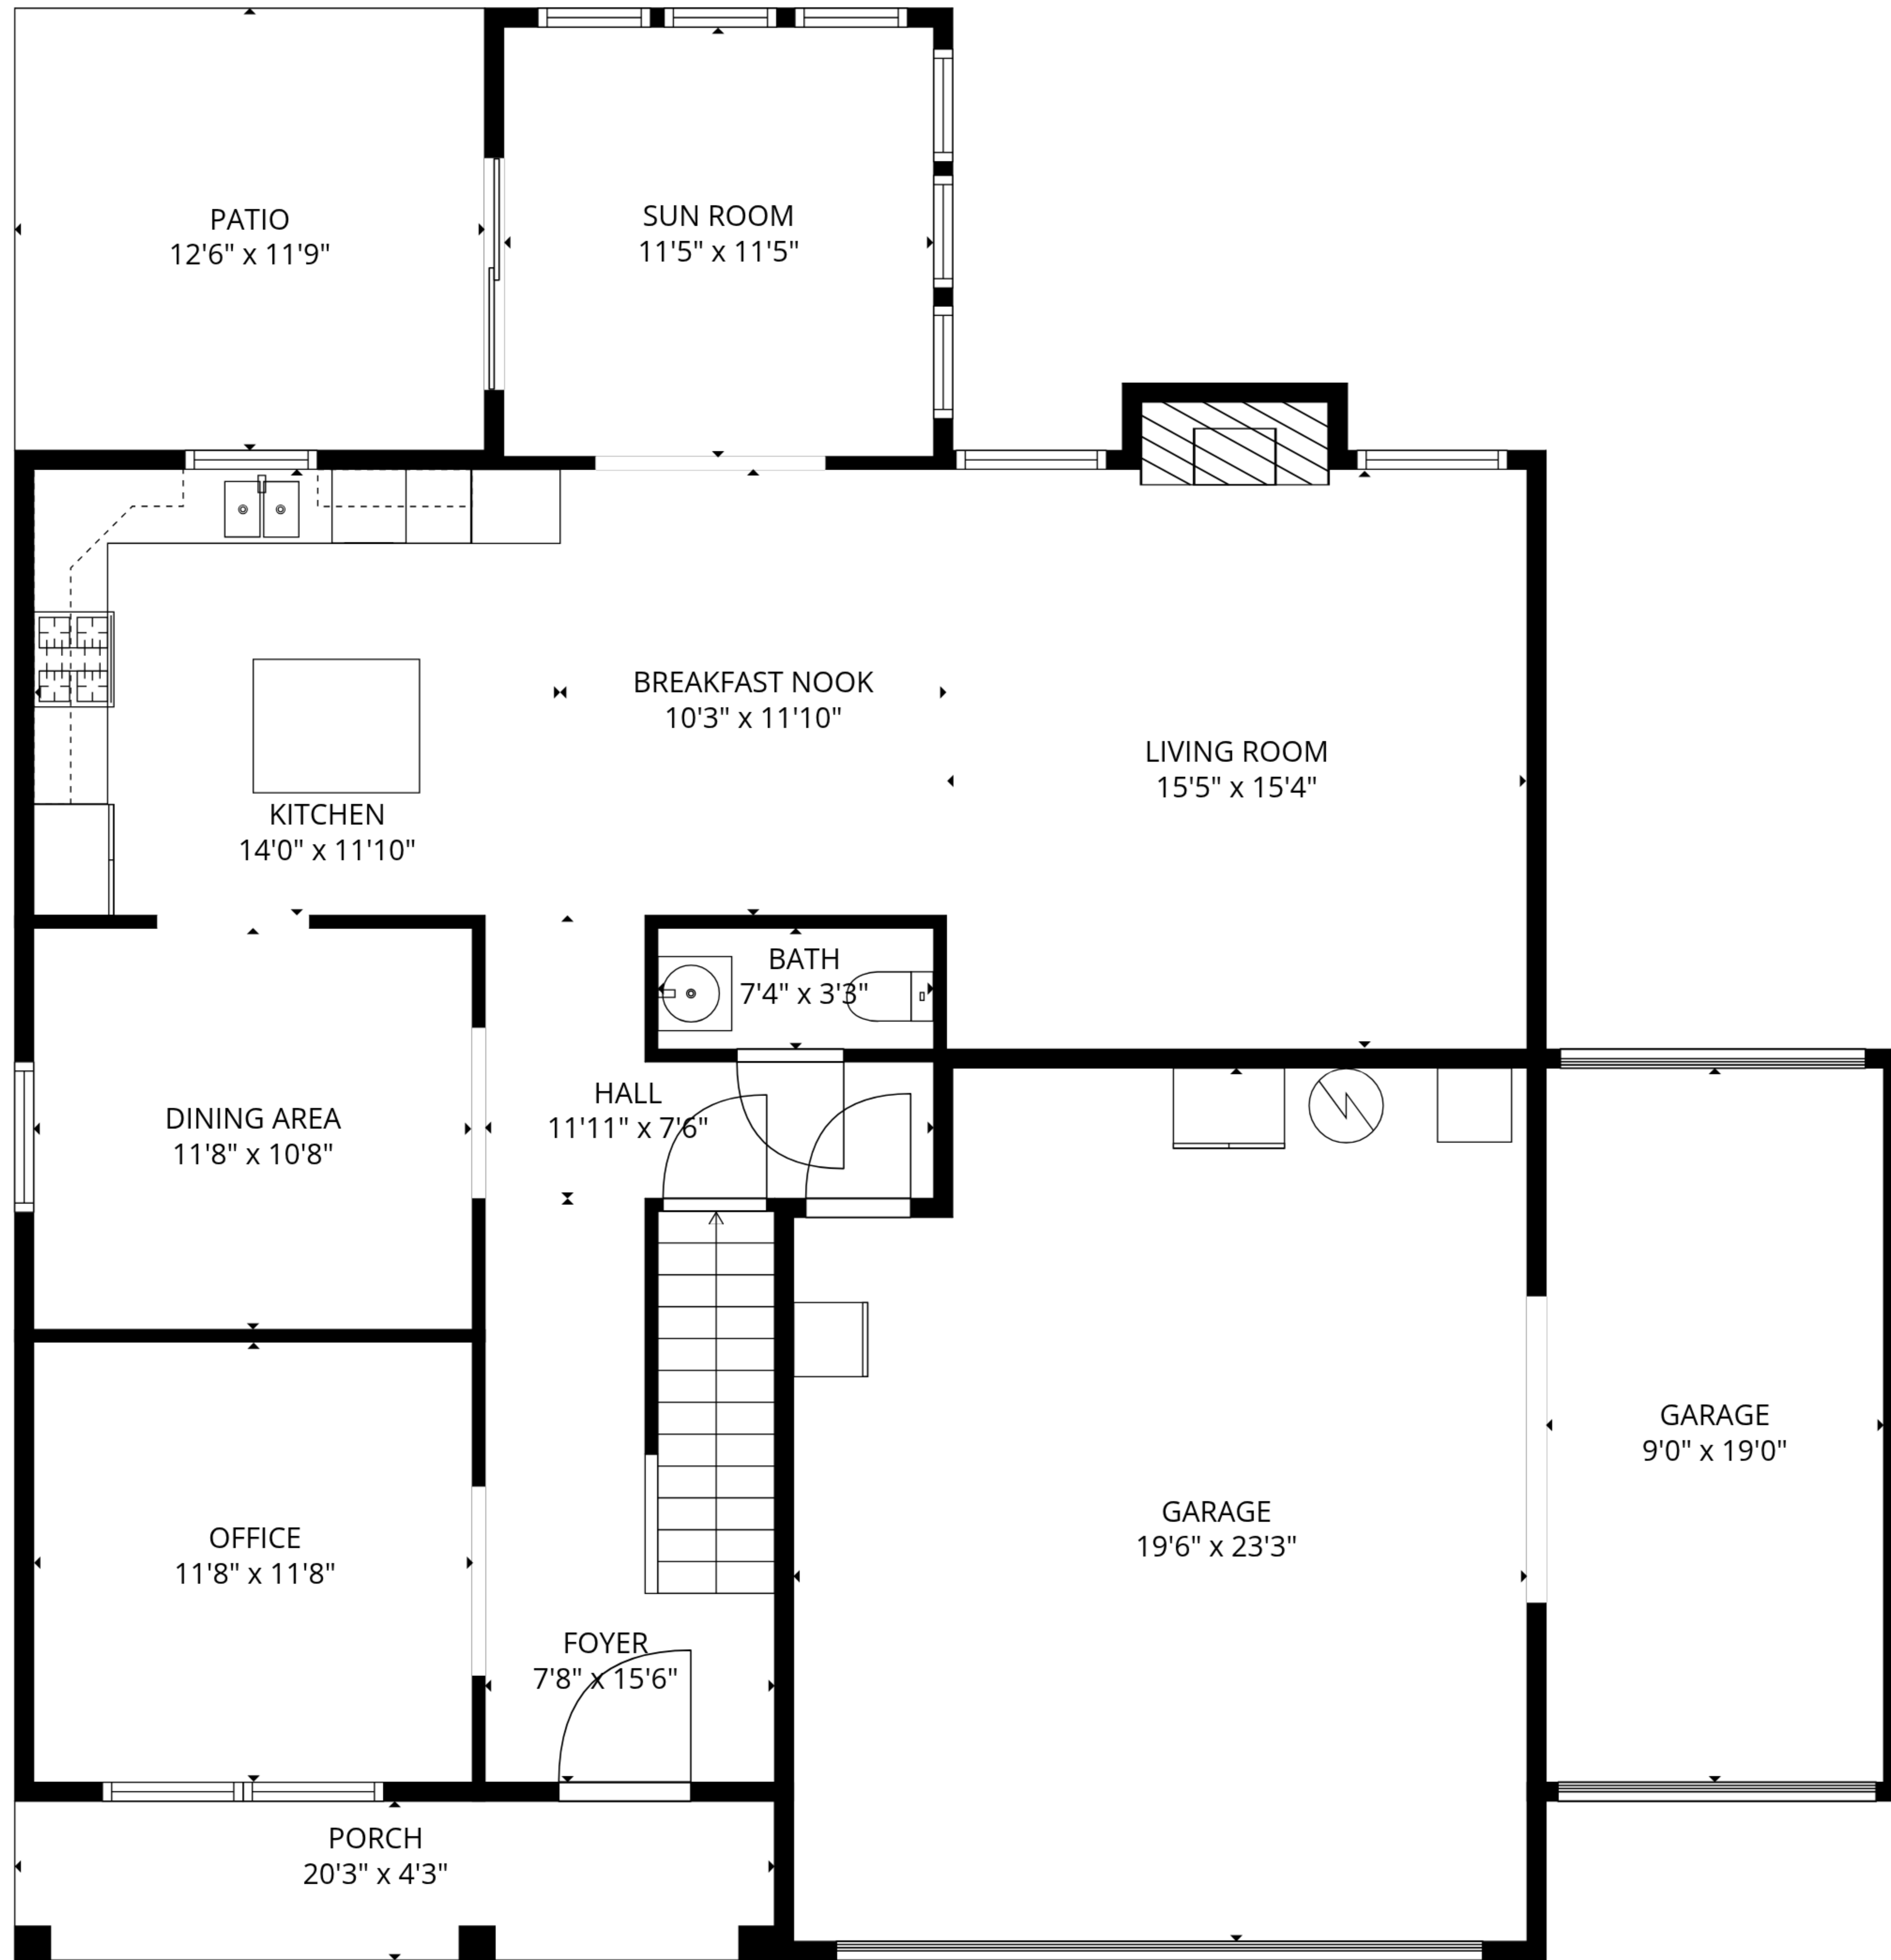 PATIO
12'6" x 11'9"
SUN ROOM
11'5" x 11'5"
BREAKFAST NOOK
10'3" x 11'10"
LIVING ROOM
15'5" x 15'4"
KITCHEN
14'0" x 11'10"
BATH
7'4" x 3'3"
HALL
11'11" x 7'6"
DINING AREA
11'8" x 10'8"
GARAGE
9'0" x 19'0"
GARAGE
19'6" x 23'3"
OFFICE
11'8" x 11'8"
FOYER
7'8" x 15'6"
PORCH
20'3" x 4'3"